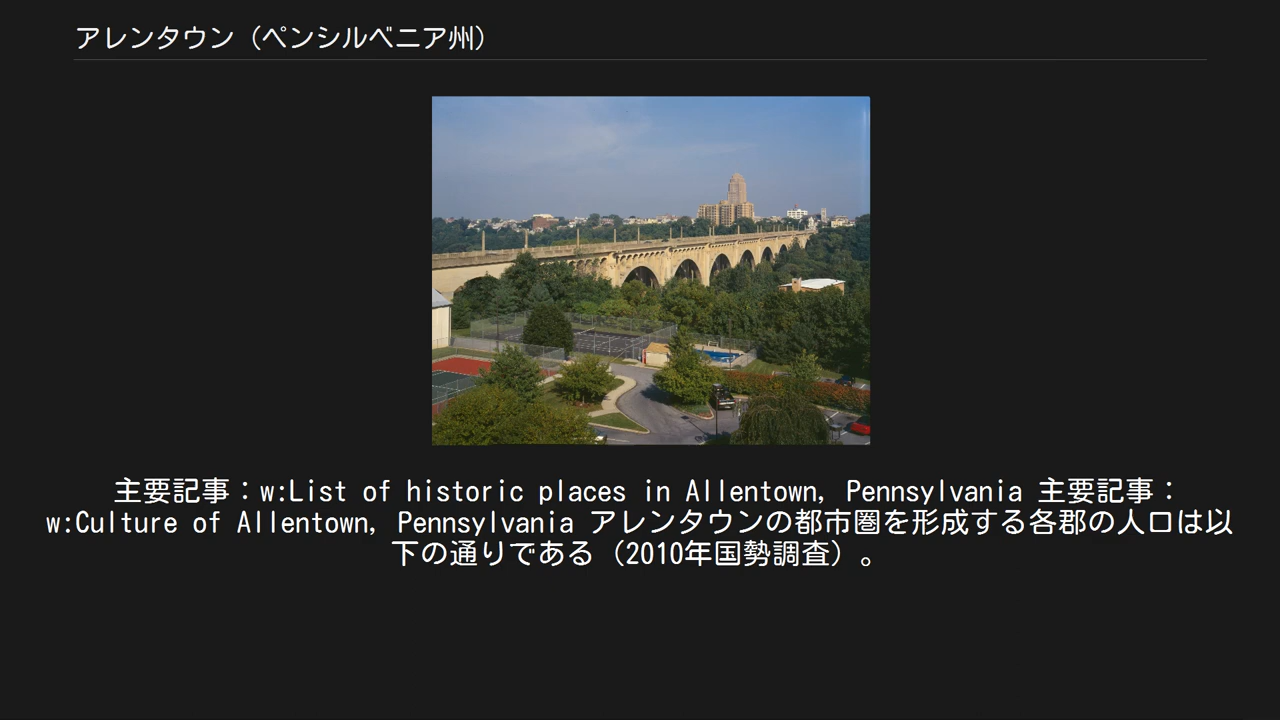 アレンタウン（ペンシルベニア州）
主要記事：w:List of historic places in Allentown, Pennsylvania 主要記事：
w:Culture of Allentown, Pennsylvania アレンタウンの都市圏を形成する各郡の人口は以
下の通りである（2010年国勢調査）。